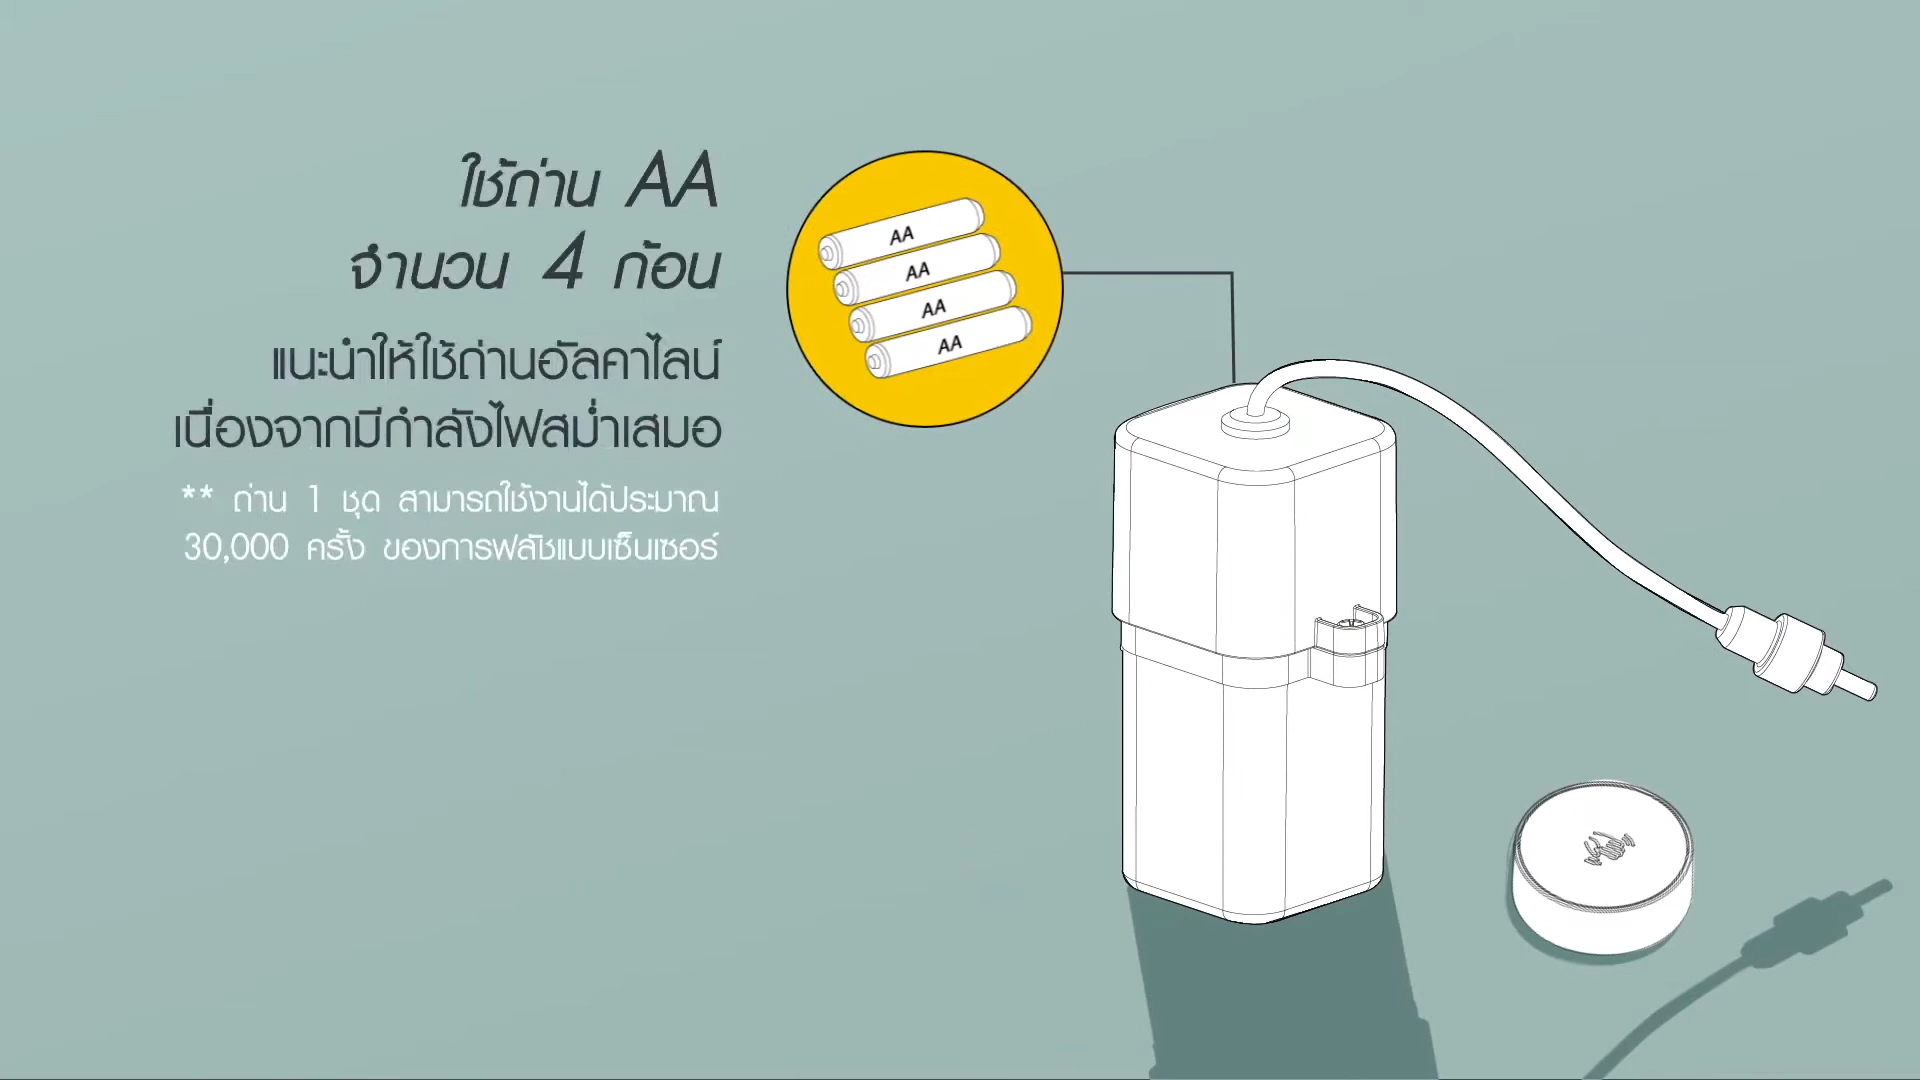 ใช้ถ่าน AA
จำนวน 4 ก้อน
แนะนำให้ใช้ถ่านอัลคาไลน์
เนื่องจากมีกำลังไฟสม่ำเสมอ
** ถ่าน 1 ชุด สามารถใช้งานได้ประมาณ
30,000 ครั้ง ของการฟลัชแบบเซ็นเซอร์
AA
AA
AA
AA